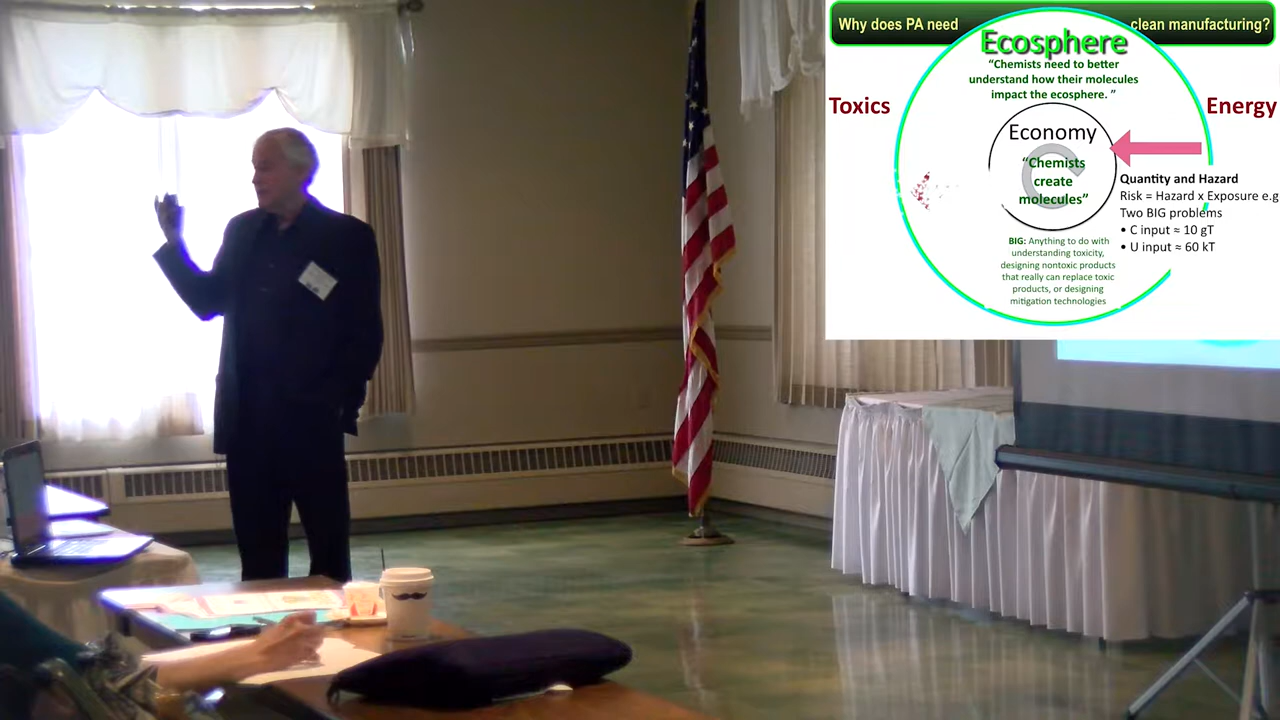 Why does PA need clean manufacturing?
Ecosphere
“Chemists need to better
understand how their molecules
impact the ecosphere. ”
Toxics
Energy
Economy
C
“Chemists
create
molecules”
Quantity and Hazard
Risk = Hazard x Exposure e.g
Two BIG problems
• C input ≈ 10 gT
• U input ≈ 60 kT
BIG: Anything to do with
understanding toxicity,
designing nontoxic products
that really can replace toxic
products, or designing
mitigation technologies